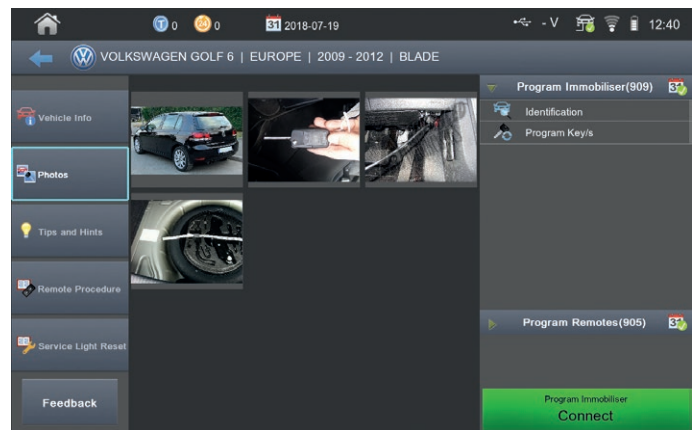 0 0 31 2018-07-19 - V 12:40
VOLKSWAGEN GOLF 6 | EUROPE | 2009 - 2012 | BLADE
Vehicle Info
Photos
Tips and Hints
Remote Procedure
Service Light Reset
Feedback
Program Immobiliser(909)
Identification
Program Key/s
Program Remotes(905)
Program Immobiliser
Connect